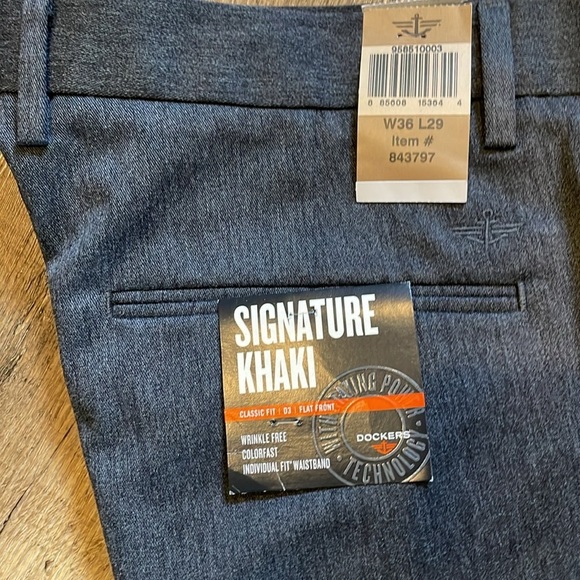 958510003
8 85608 15364 4
W36 L29
Item #
843797
SIGNATURE
KHAKI
CLASSIC FIT | D3 | FLAT FRONT
WRINKLE FREE
COLORFAST
INDIVIDUAL FIT® WAISTBAND
DOCKERS
TECHNOLOGY